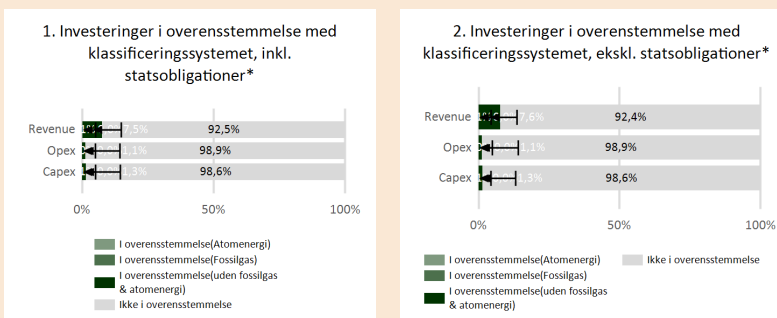 1. Investeringer i overensstemmelse med
klassificeringssystemet, inkl.
statsobligationer*
Revenue 7,5% 92,5%
Opex 1,1% 98,9%
Capex 1,3% 98,6%
0% 50% 100%
I overensstemmelse(Atomenergi)
I overensstemmelse(Fossilgas)
I overensstemmelse(uden fossilgas
& atomenergi)
Ikke i overensstemmelse
2. Investeringer i overenstemmelse med
klassificeringssystemet, ekskl. statsobligationer*
Revenue 7,6% 92,4%
Opex 1,1% 98,9%
Capex 1,3% 98,6%
0% 50% 100%
I overensstemmelse(Atomenergi) Ikke i overensstemmelse
I overensstemmelse(Fossilgas)
I overensstemmelse(uden fossilgas
& atomenergi)